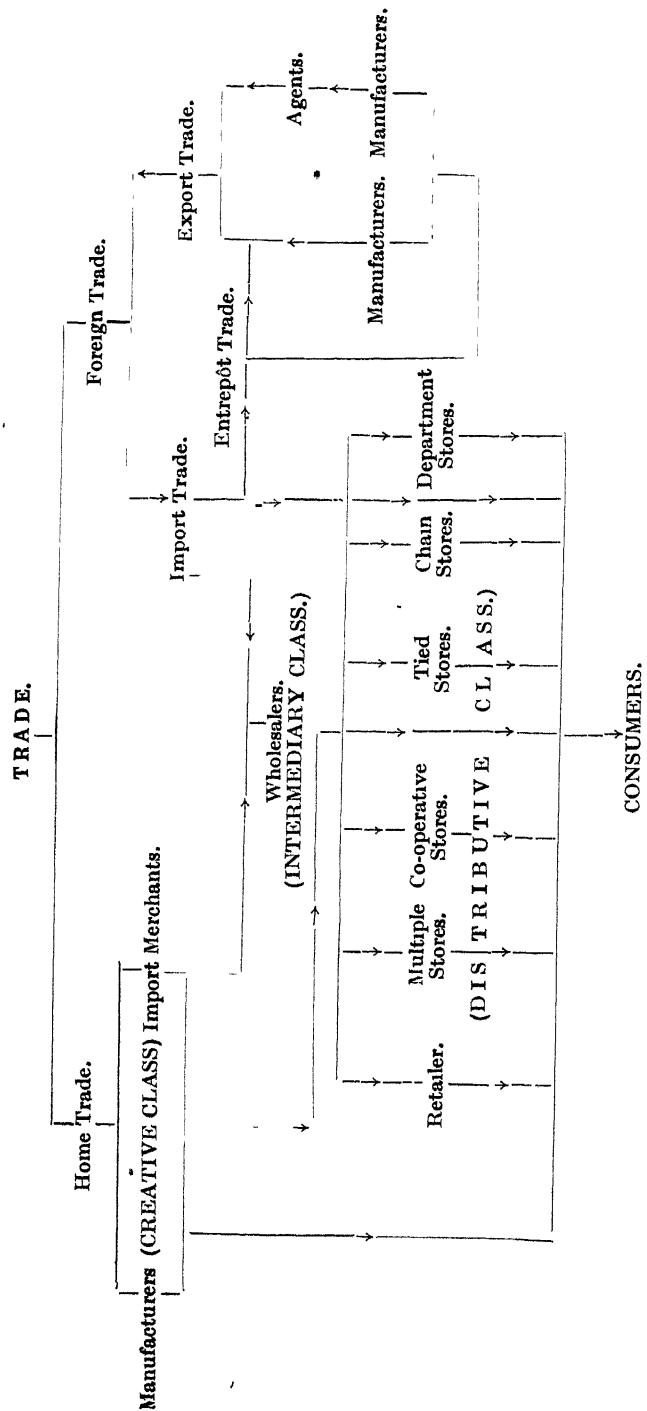 TRADE.
Home Trade.
Foreign Trade.
Manufacturers (CREATIVE CLASS) Import Merchants.
Import Trade.
Export Trade.
Entrepôt Trade.
Agents.
Manufacturers.
Manufacturers.
Wholesalers.
(INTERMEDIARY CLASS.)
Retailer.
Multiple
Stores.
Co-operative
Stores.
Tied
Stores.
Chain
Stores.
Department
Stores.
(DISTRIBUTIVE CLASS.)
CONSUMERS.